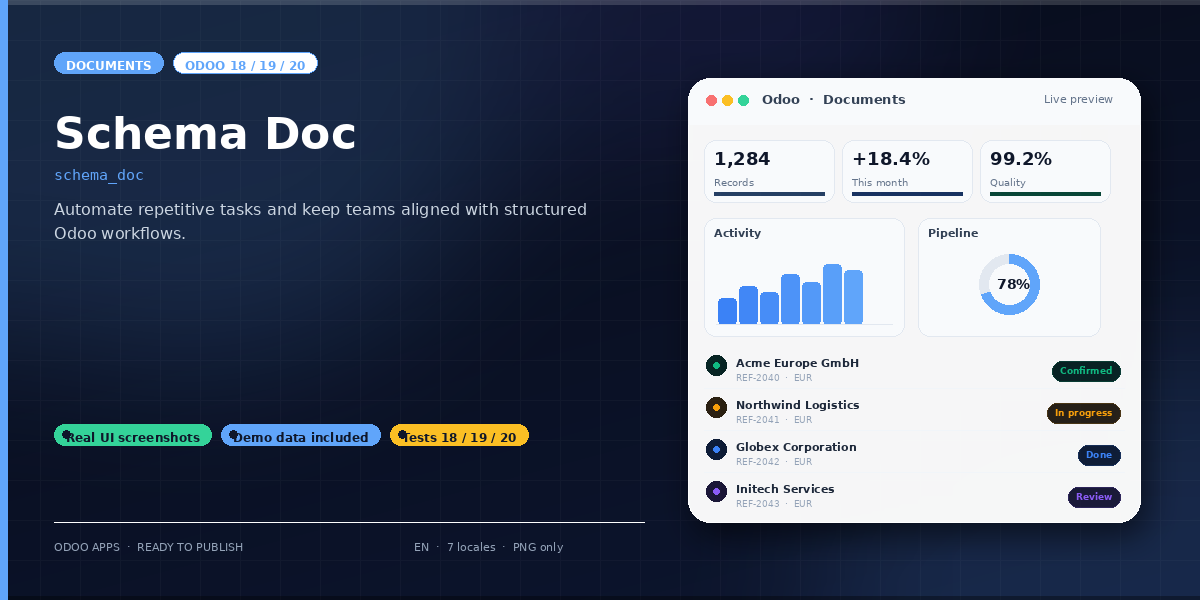 DOCUMENTS
ODOO 18 / 19 / 20
Schema Doc
schema_doc
Automate repetitive tasks and keep teams aligned with structured
Odoo workflows.
Real UI screenshots
Demo data included
Tests 18 / 19 / 20
ODOO APPS · READY TO PUBLISH
EN · 7 locales · PNG only
Odoo · Documents
Live preview
1,284
Records
+18.4%
This month
99.2%
Quality
Activity
Pipeline
78%
Acme Europe GmbH
REF-2040 · EUR
Confirmed
Northwind Logistics
REF-2041 · EUR
In progress
Globex Corporation
REF-2042 · EUR
Done
Initech Services
REF-2043 · EUR
Review